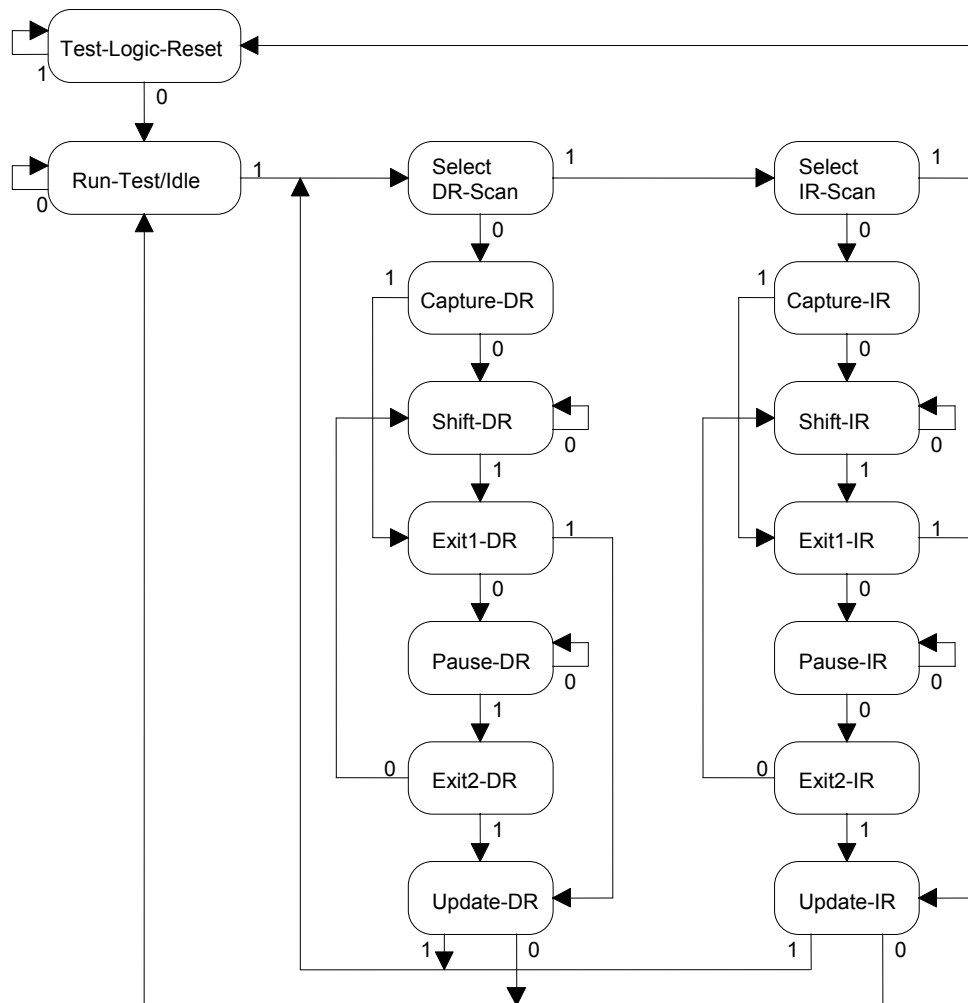 Test-Logic-Reset
1
0
Run-Test/Idle
0
1
Select
DR-Scan
1
Select
IR-Scan
1
0
0
1
Capture-DR
1
Capture-IR
0
0
Shift-DR
0
Shift-IR
0
1
1
Exit1-DR
1
Exit1-IR
1
0
0
Pause-DR
0
Pause-IR
0
1
0
0
Exit2-DR
0
Exit2-IR
1
1
Update-DR
Update-IR
1
0
1
0